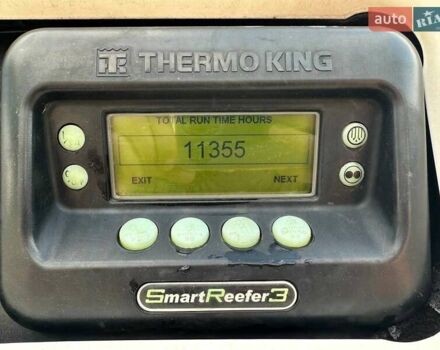 auto RIA
THERMO KING
TOTAL RUN TIME HOURS
11355
EXIT NEXT
SmartReefer3